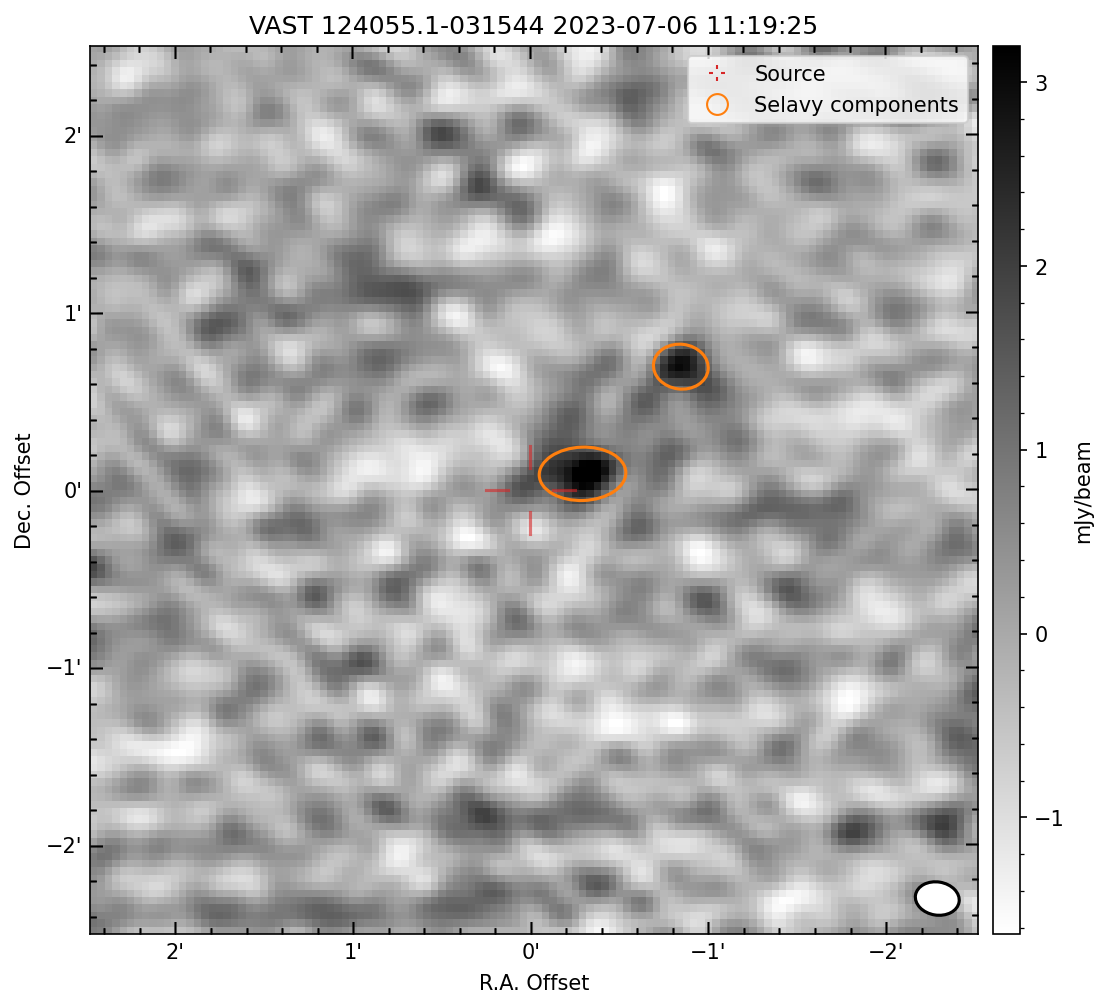 VAST 124055.1-031544 2023-07-06 11:19:25
Source
Selavy components
2'
1'
0'
−1'
−2'
Dec. Offset
2'
1'
0'
−1'
−2'
R.A. Offset
3
2
1
0
−1
mJy/beam